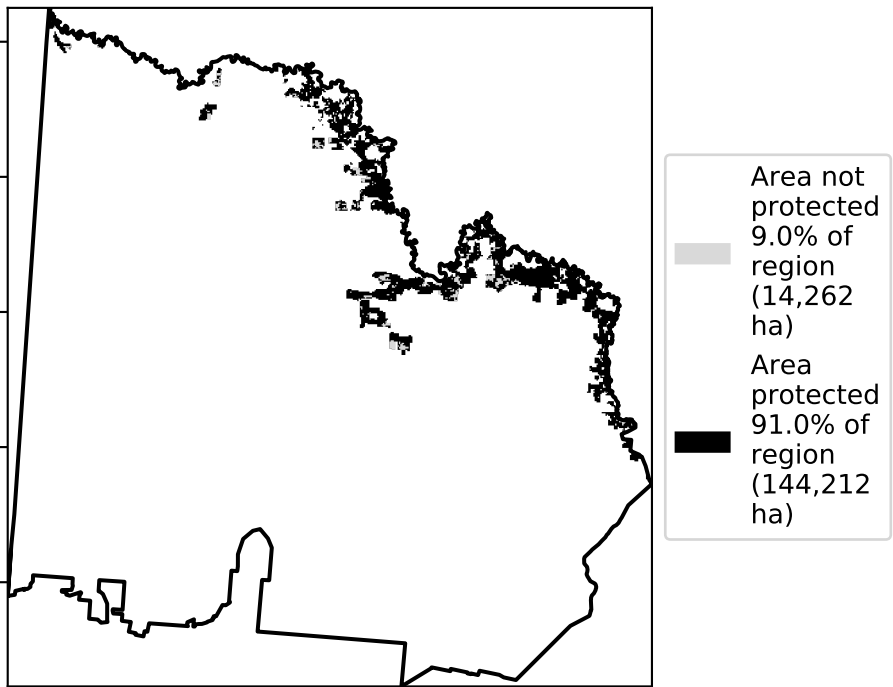 Area not
protected
9.0% of
region
(14,262
ha)
Area
protected
91.0% of
region
(144,212
ha)